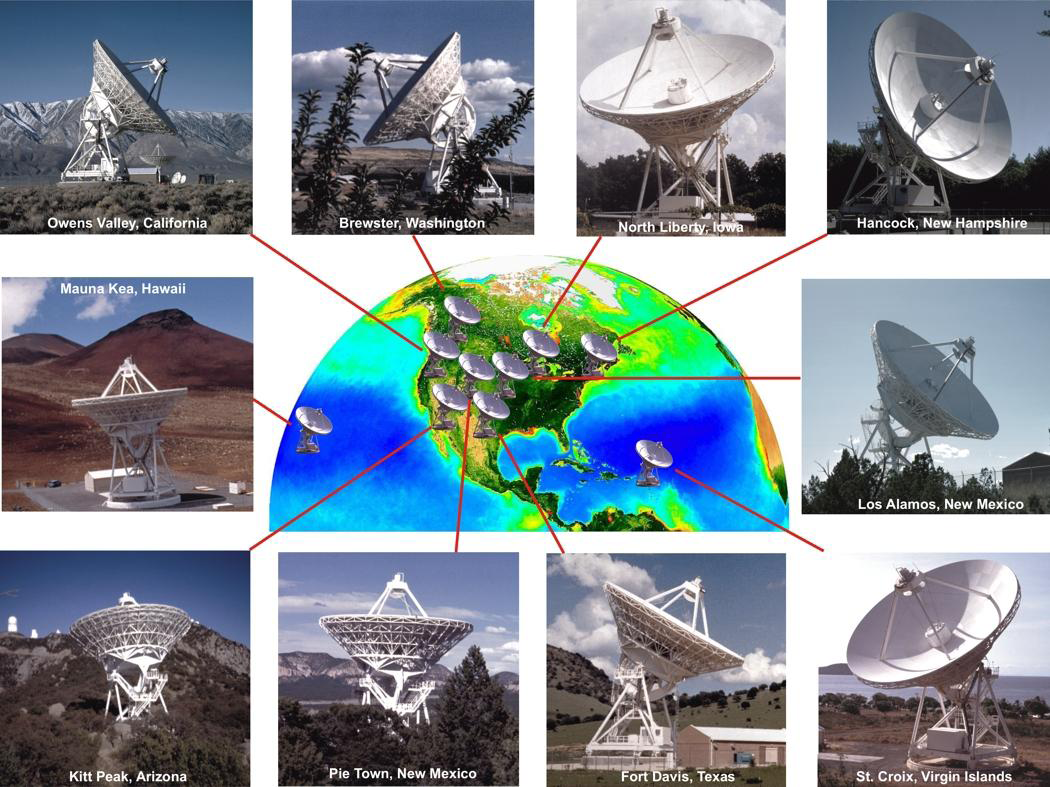 Owens Valley, California
Brewster, Washington
North Liberty, Iowa
Hancock, New Hampshire
Mauna Kea, Hawaii
Los Alamos, New Mexico
Kitt Peak, Arizona
Pie Town, New Mexico
Fort Davis, Texas
St. Croix, Virgin Islands